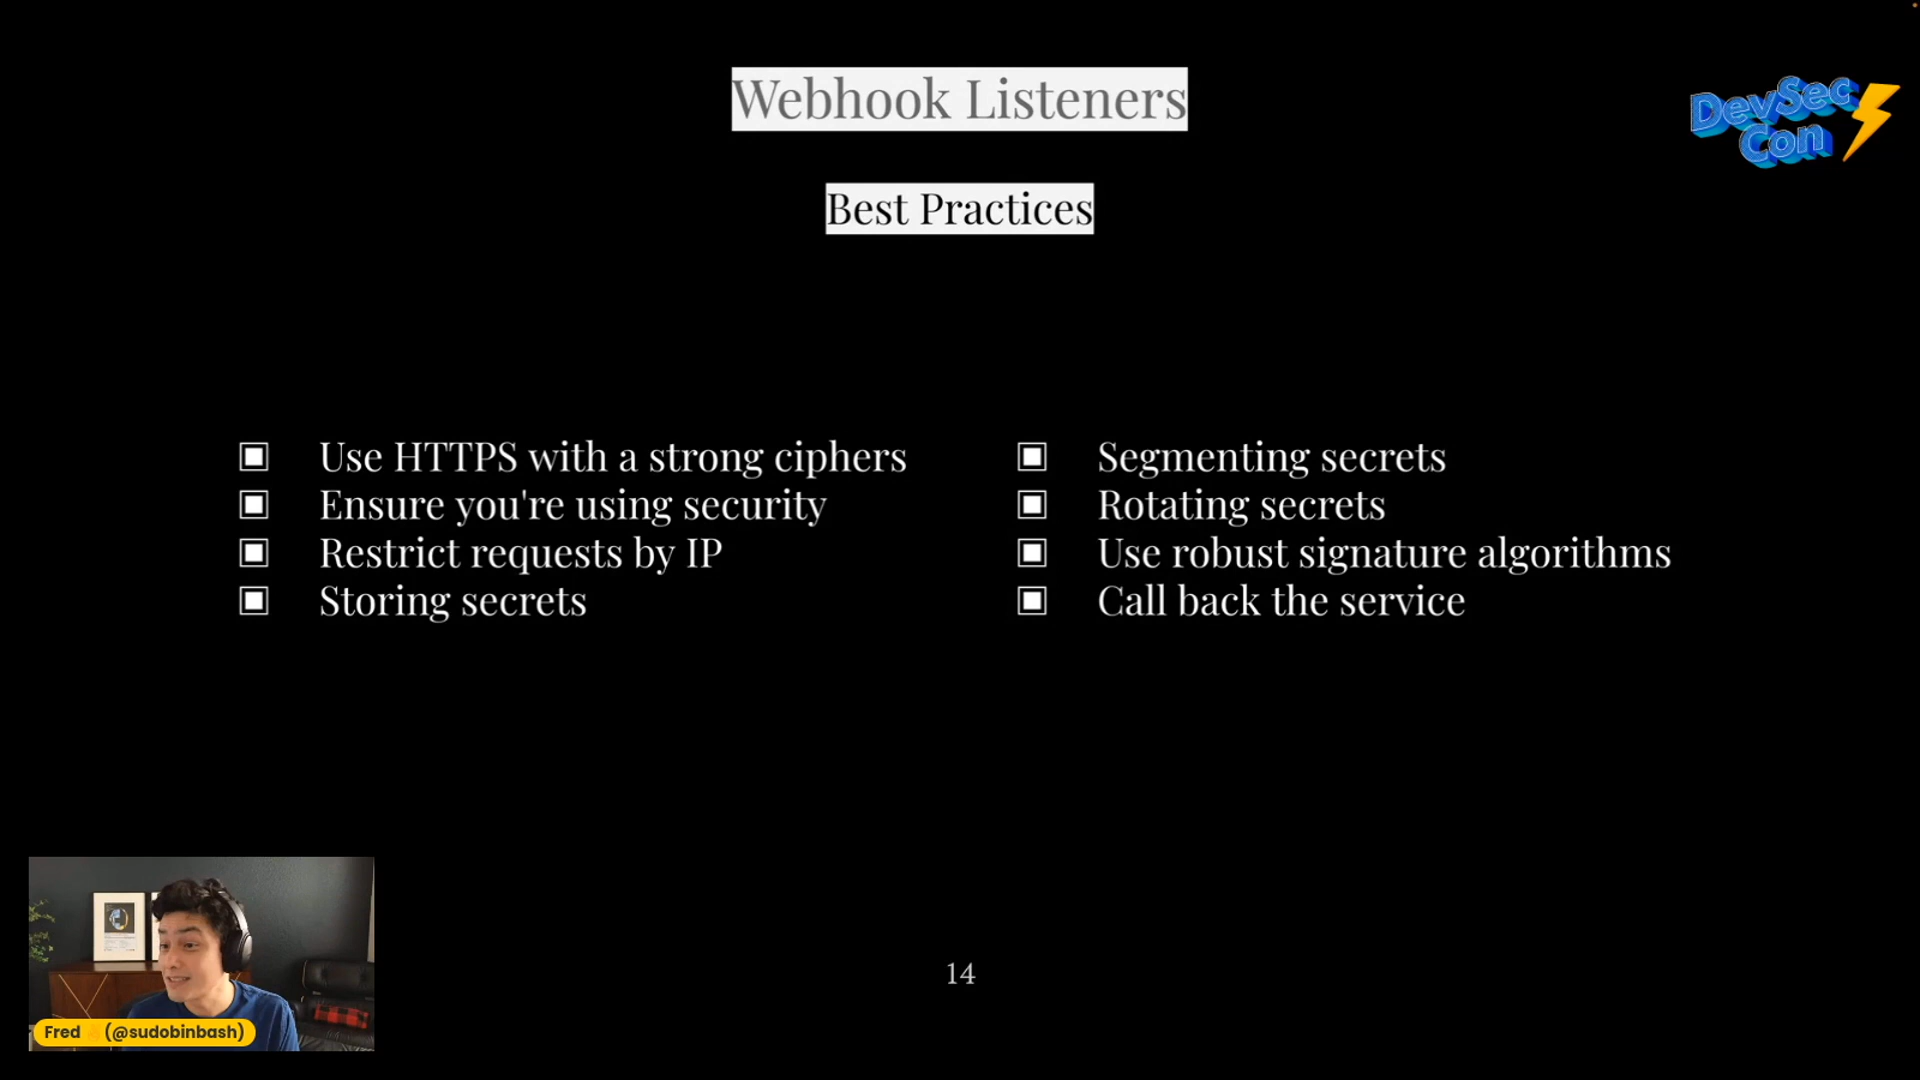 Webhook Listeners
DevSec
Con
Best Practices
Use HTTPS with a strong ciphers
Ensure you're using security
Restrict requests by IP
Storing secrets
Segmenting secrets
Rotating secrets
Use robust signature algorithms
Call back the service
14
Fred (@sudobinbash)